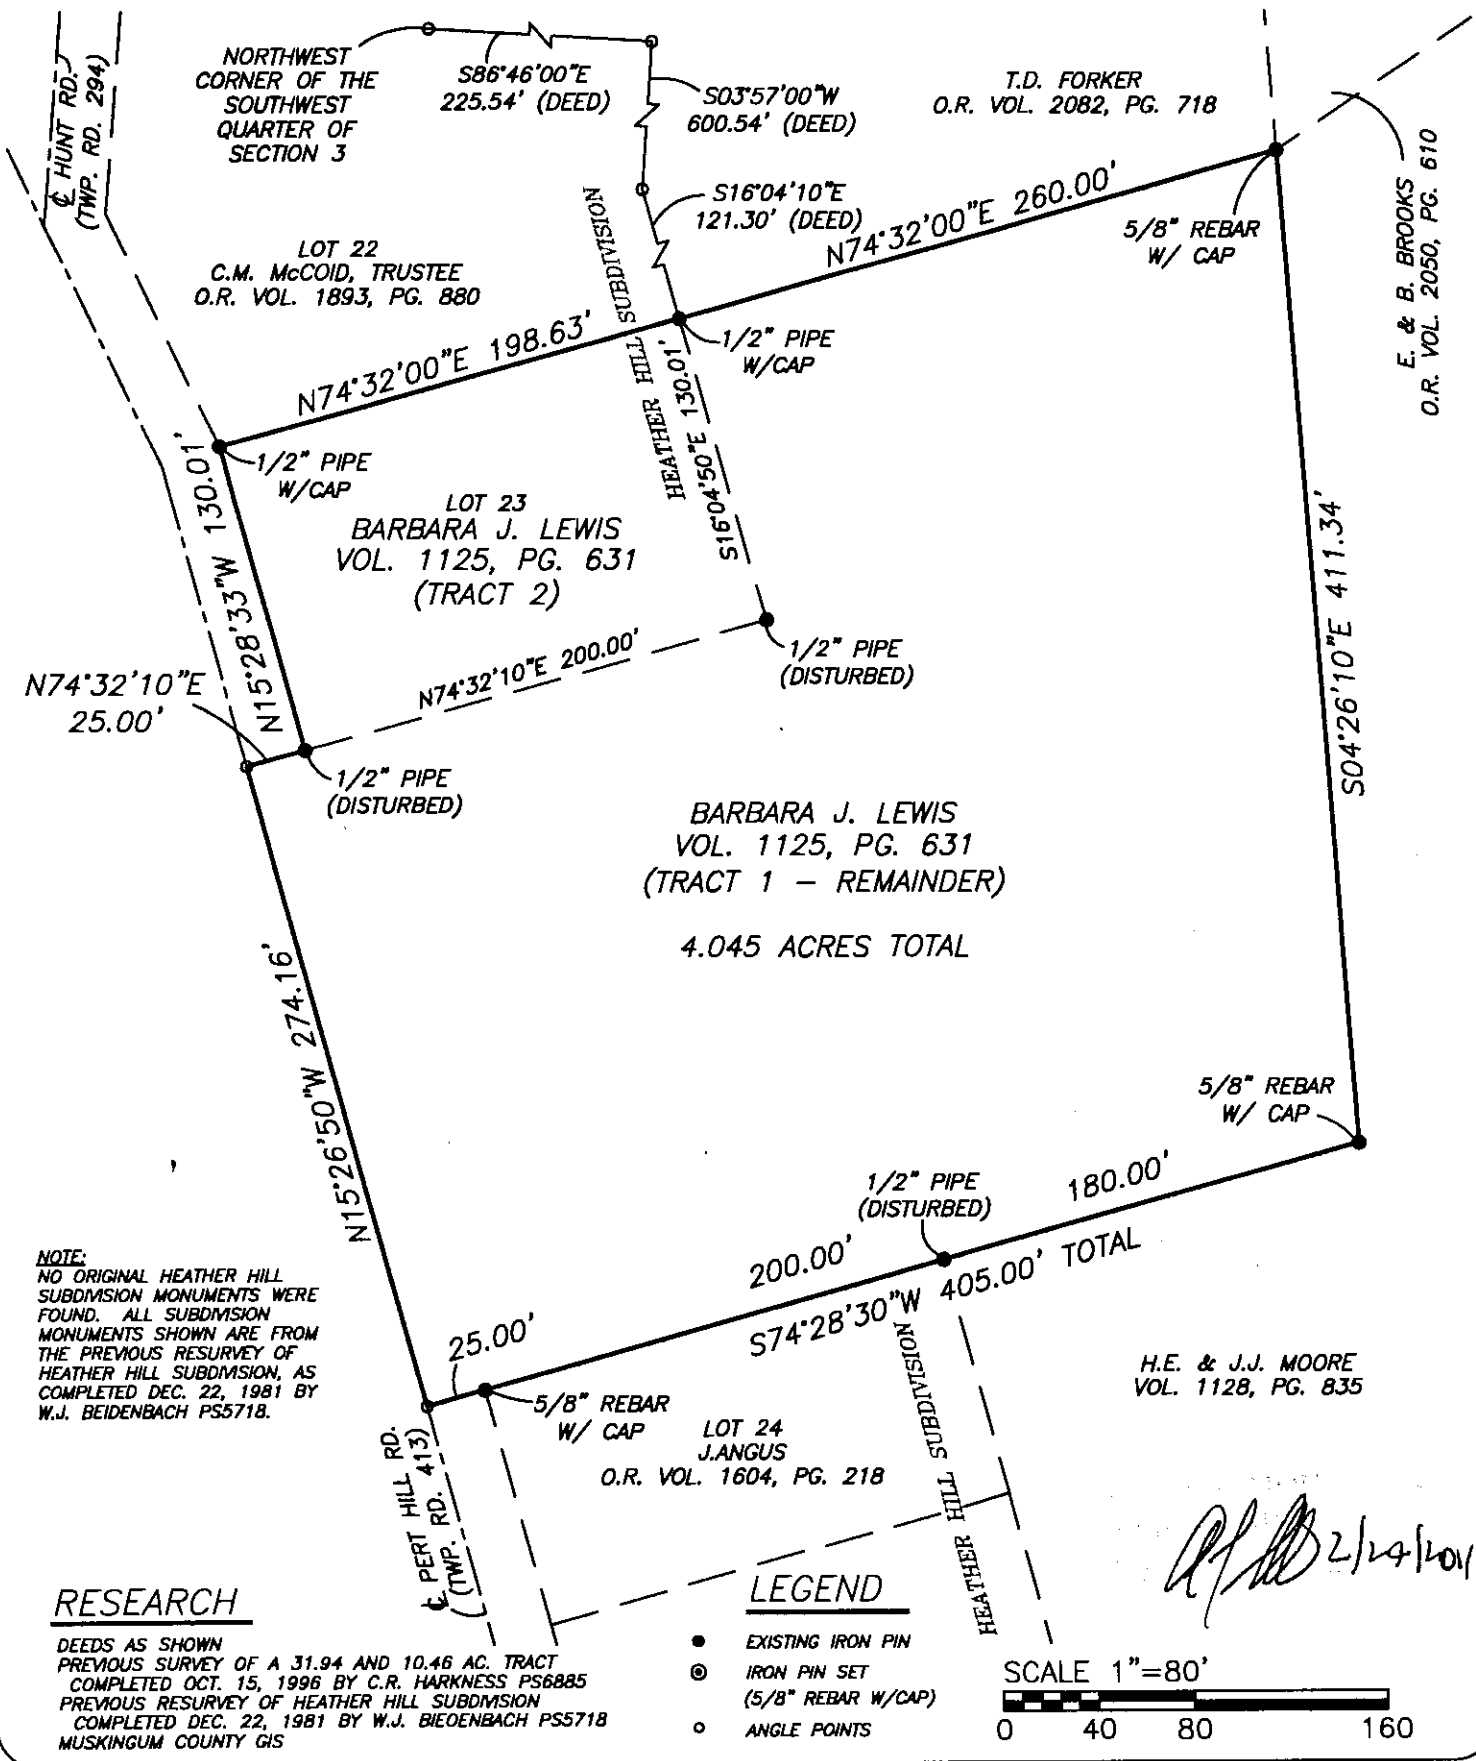 ℄ HUNT RD.
(TWP. RD. 294)
NORTHWEST
CORNER OF THE
SOUTHWEST
QUARTER OF
SECTION 3
S86°46'00"E
225.54' (DEED)
S03°57'00"W
600.54' (DEED)
S16°04'10"E
121.30' (DEED)
T.D. FORKER
O.R. VOL. 2082, PG. 718
E. & B. BROOKS
O.R. VOL. 2050, PG. 610
LOT 22
C.M. McCOID, TRUSTEE
O.R. VOL. 1893, PG. 880
N74°32'00"E 260.00'
5/8" REBAR
W/ CAP
HEATHER HILL SUBDIVISION
N74°32'00"E 198.63'
1/2" PIPE
W/CAP
S16°04'50"E 130.01'
1/2" PIPE
W/CAP
N15°28'33"W 130.01'
LOT 23
BARBARA J. LEWIS
VOL. 1125, PG. 631
(TRACT 2)
S04°26'10"E 411.34'
N74°32'10"E 200.00'
1/2" PIPE
(DISTURBED)
N74°32'10"E
25.00'
1/2" PIPE
(DISTURBED)
BARBARA J. LEWIS
VOL. 1125, PG. 631
(TRACT 1 – REMAINDER)
4.045 ACRES TOTAL
N15°26'50"W 274.16'
5/8" REBAR
W/ CAP
1/2" PIPE
(DISTURBED)
180.00'
200.00'
S74°28'30"W 405.00' TOTAL
25.00'
NOTE:
NO ORIGINAL HEATHER HILL
SUBDIVISION MONUMENTS WERE
FOUND. ALL SUBDIVISION
MONUMENTS SHOWN ARE FROM
THE PREVIOUS RESURVEY OF
HEATHER HILL SUBDIVISION, AS
COMPLETED DEC. 22, 1981 BY
W.J. BEIDENBACH PS5718.
5/8" REBAR
W/ CAP
LOT 24
J.ANGUS
O.R. VOL. 1604, PG. 218
H.E. & J.J. MOORE
VOL. 1128, PG. 835
HEATHER HILL SUBDIVISION
℄ PERT HILL RD.
(TWP. RD. 413)
2/24/2011
RESEARCH
DEEDS AS SHOWN
PREVIOUS SURVEY OF A 31.94 AND 10.46 AC. TRACT
COMPLETED OCT. 15, 1996 BY C.R. HARKNESS PS6885
PREVIOUS RESURVEY OF HEATHER HILL SUBDIVISION
COMPLETED DEC. 22, 1981 BY W.J. BIEDENBACH PS5718
MUSKINGUM COUNTY GIS
LEGEND
EXISTING IRON PIN
IRON PIN SET
(5/8" REBAR W/CAP)
ANGLE POINTS
SCALE 1"=80'
0 40 80 160